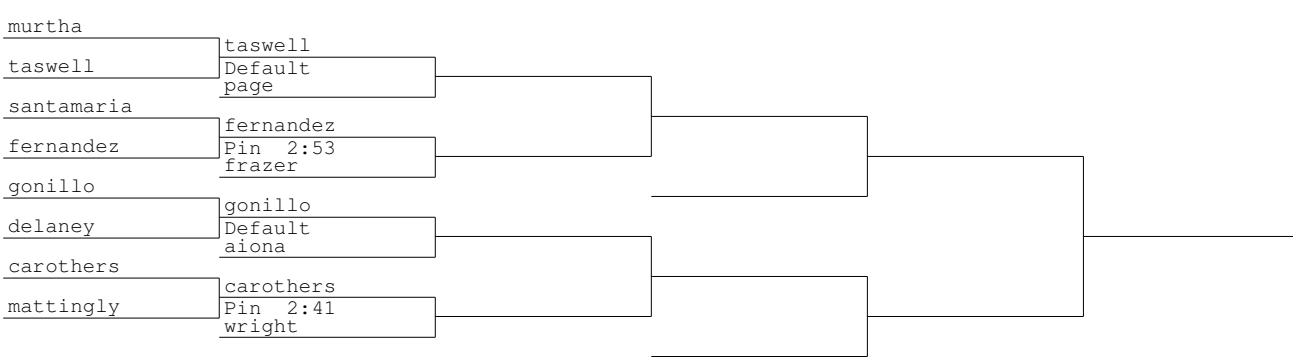 murtha
taswell
taswell
Default
page
santamaria
fernandez
fernandez
Pin  2:53
frazer
gonillo
gonillo
delaney
Default
aiona
carothers
carothers
mattingly
Pin  2:41
wright